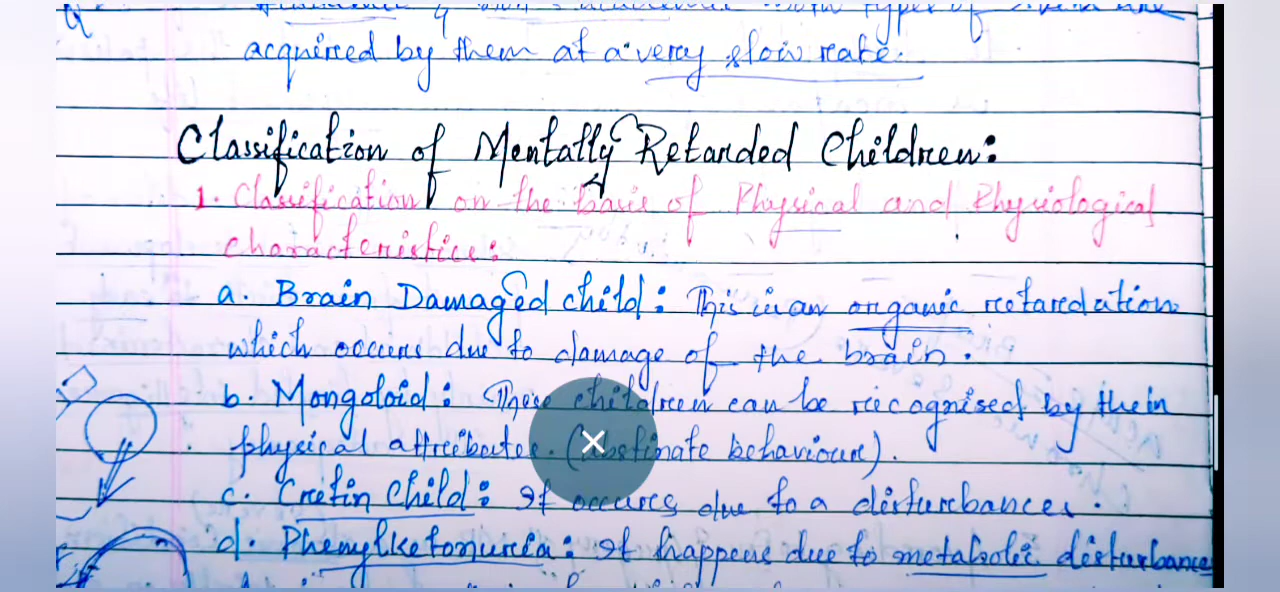 acquired by them at a very slow rate.
Classification of Mentally Retarded Children:
1. Classification on the basis of Physical and Physiological
characteristics:
a. Brain Damaged child: This is an organic retardation
which occurs due to damage of the brain.
b. Mongoloid: These children can be recognised by their
physical attributes. (obstinate behaviour).
c. Cretin Child: It occures due to a disturbances.
d. Phenylketonuria: It happens due to metabolic disturbance